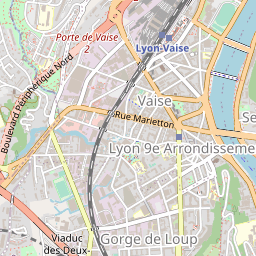 Porte de Vaise
2
Lyon-Vaise
Boulevard Périphérique Nord
Vaise
Se
Rue Marietton
Lyon 9e Arrondisseme
Viaduc
des Deux-
Gorge de Loup